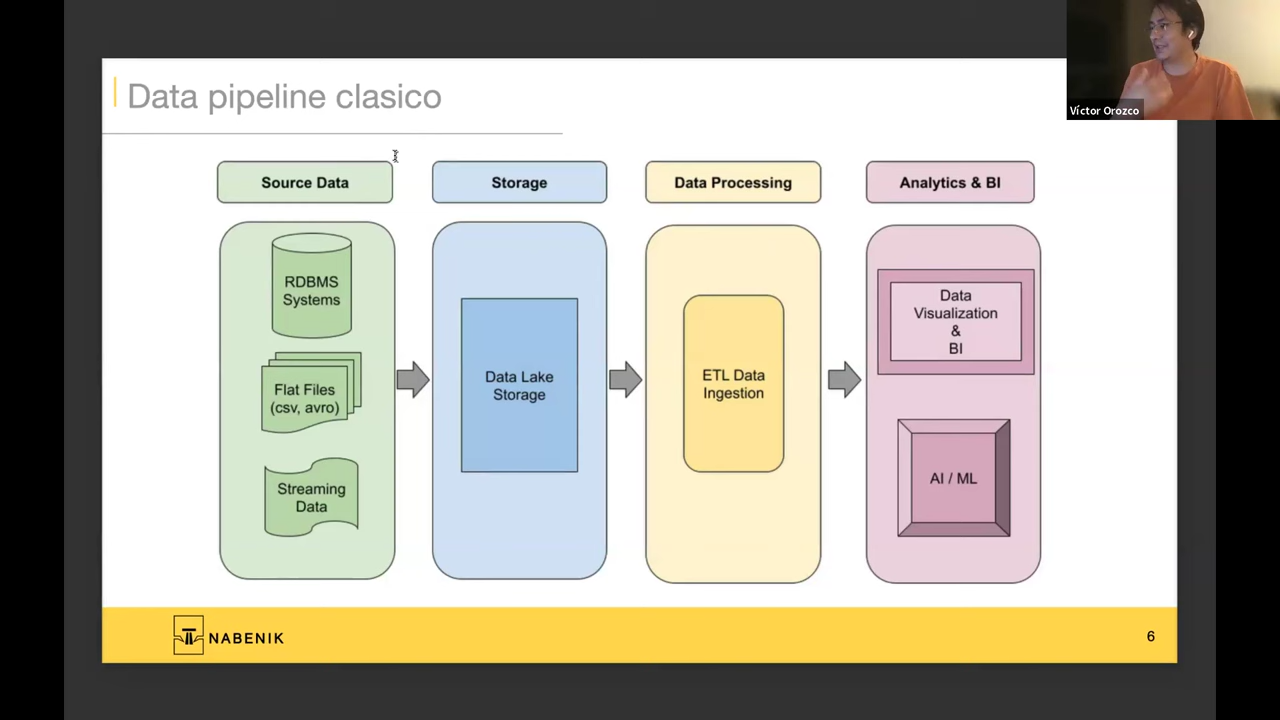 Data pipeline clasico
Víctor Orozco
Source Data
Storage
Data Processing
Analytics & BI
RDBMS
Systems
Flat Files
(csv, avro)
Streaming
Data
Data Lake
Storage
ETL Data
Ingestion
Data
Visualization
&
BI
AI / ML
NABENIK
6